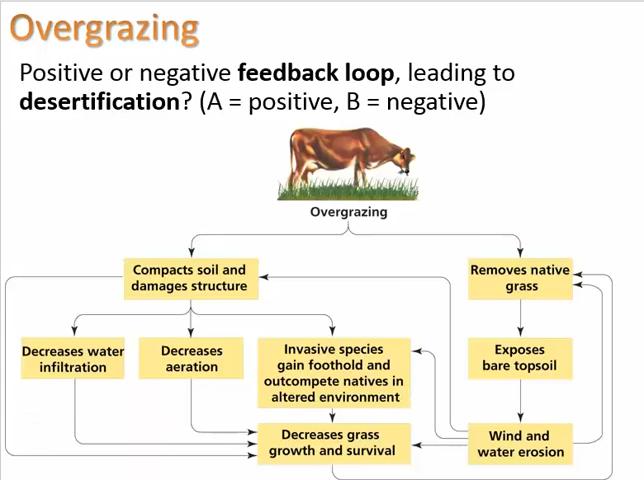 Overgrazing
Positive or negative feedback loop, leading to
desertification? (A = positive, B = negative)
Overgrazing
Compacts soil and
damages structure
Removes native
grass
Decreases water
infiltration
Decreases
aeration
Invasive species
gain foothold and
outcompete natives in
altered environment
Exposes
bare topsoil
Decreases grass
growth and survival
Wind and
water erosion